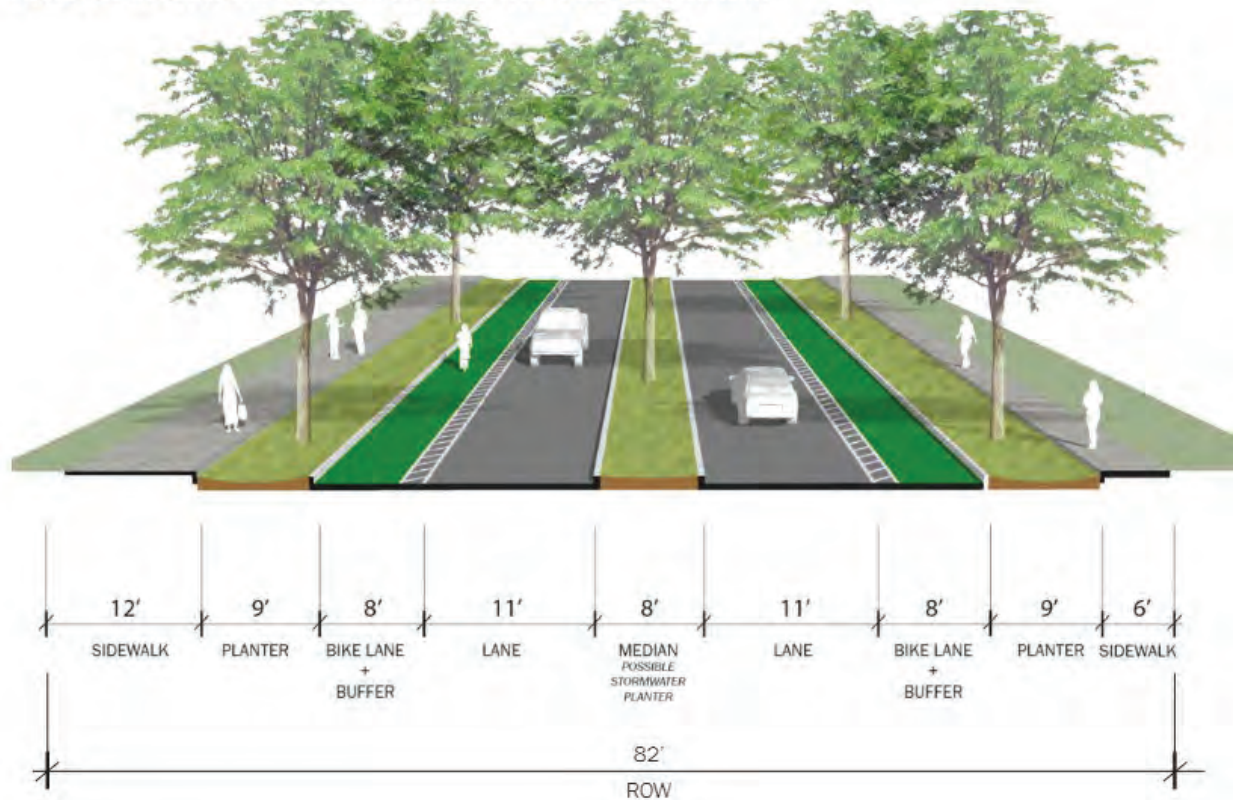 12' 9' 8' 11' 8' 11' 8' 9' 6'
SIDEWALK PLANTER BIKE LANE + BUFFER LANE MEDIAN POSSIBLE STORMWATER PLANTER LANE BIKE LANE + BUFFER PLANTER SIDEWALK
82'
ROW